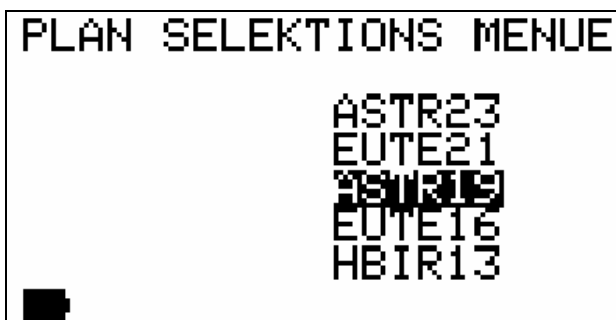 PLAN SELEKTIONS MENUE
ASTR23
EUTE21
ASTR19
EUTE16
HBIR13